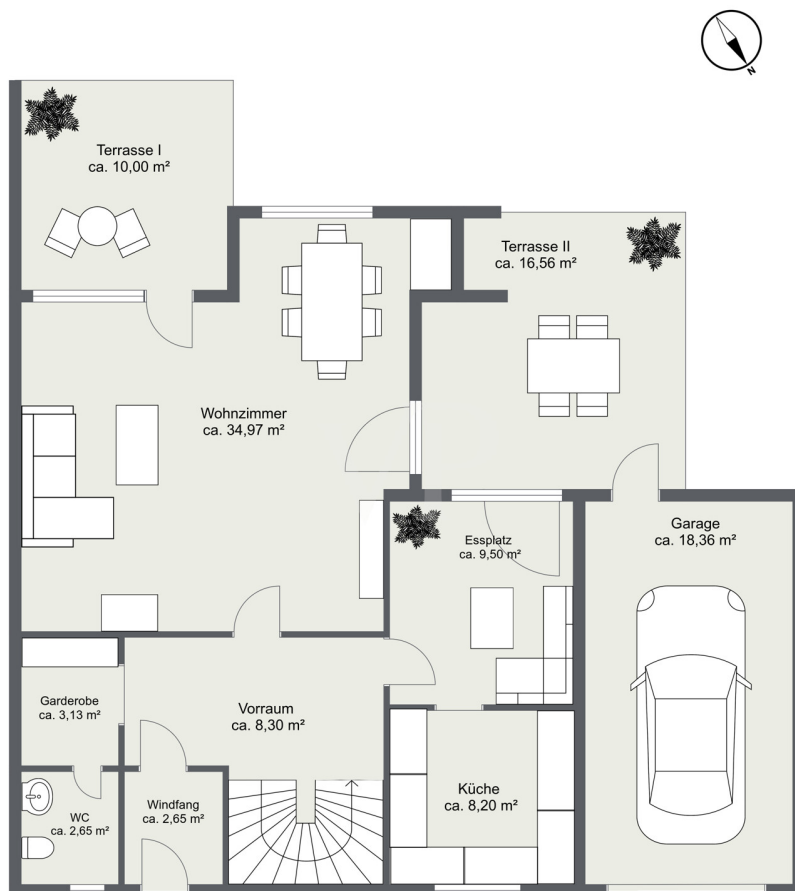 N
Terrasse I
ca. 10,00 m²
Terrasse II
ca. 16,56 m²
Wohnzimmer
ca. 34,97 m²
Essplatz
ca. 9,50 m²
Garage
ca. 18,36 m²
Garderobe
ca. 3,13 m²
Vorraum
ca. 8,30 m²
Küche
ca. 8,20 m²
WC
ca. 2,65 m²
Windfang
ca. 2,65 m²